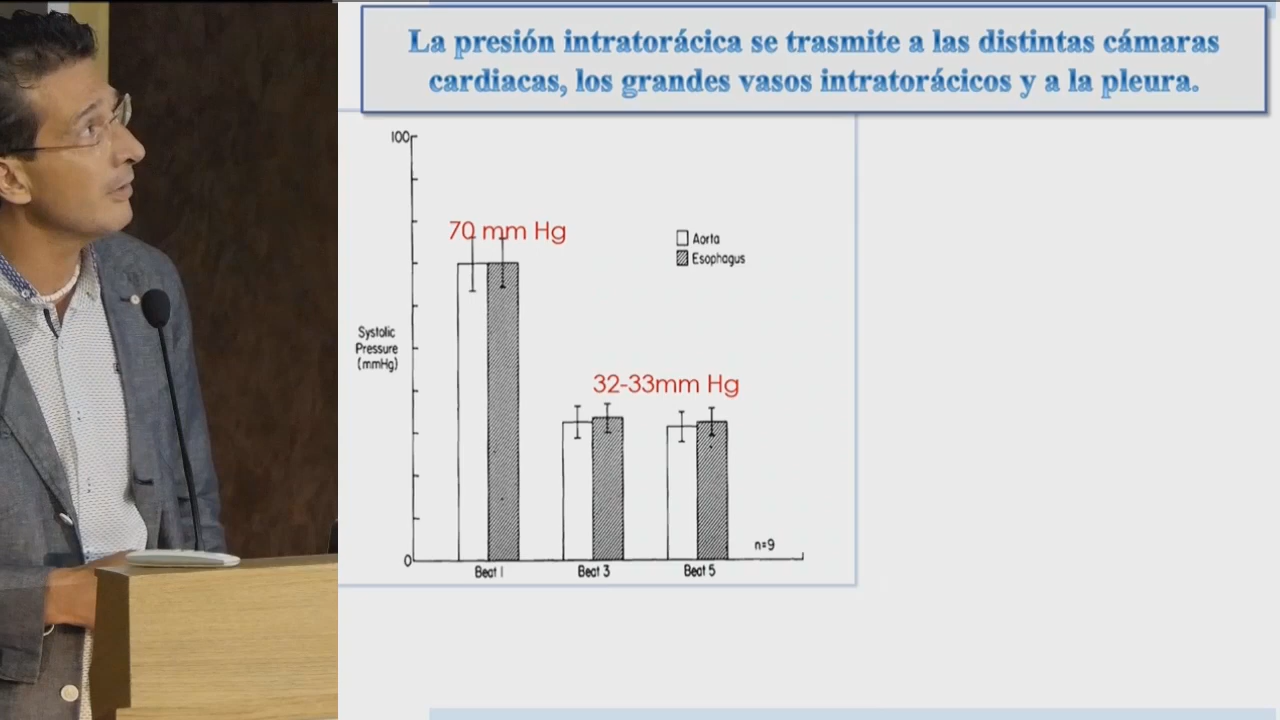 La presión intratorácica se trasmite a las distintas cámaras
cardiacas, los grandes vasos intratorácicos y a la pleura.
100
70 mm Hg
Aorta
Esophagus
Systolic
Pressure
(mmHg)
32-33mm Hg
n=9
0
Beat 1
Beat 3
Beat 5